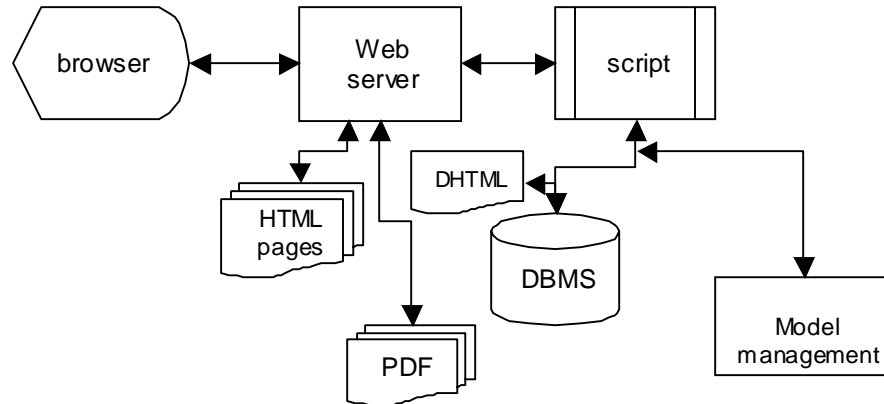 browser
Web
server
script
HTML
pages
DHTML
DBMS
PDF
Model
management